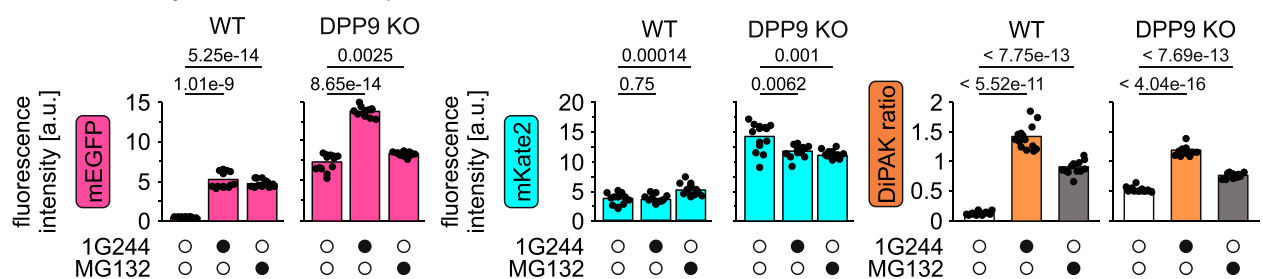 WT DPP9 KO
5.25e-14 0.0025
1.01e-9 8.65e-14
fluorescence intensity [a.u.]
mEGFP
15
10
5
0
WT DPP9 KO
0.00014 0.001
0.75 0.0062
fluorescence intensity [a.u.]
mKate2
20
15
10
5
0
WT DPP9 KO
< 7.75e-13 < 7.69e-13
< 5.52e-11 < 4.04e-16
DiPAK ratio
2
1.5
1
0.5
0
1G244 1G244 1G244
MG132 MG132 MG132